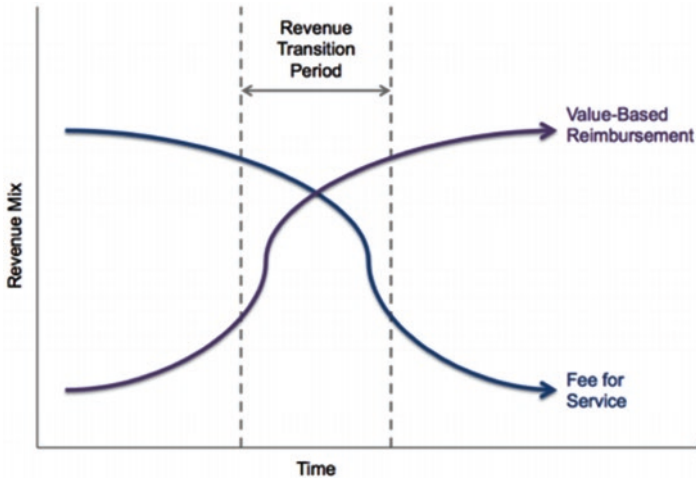 Revenue
Transition
Period
Value-Based
Reimbursement
Revenue Mix
Fee for
Service
Time